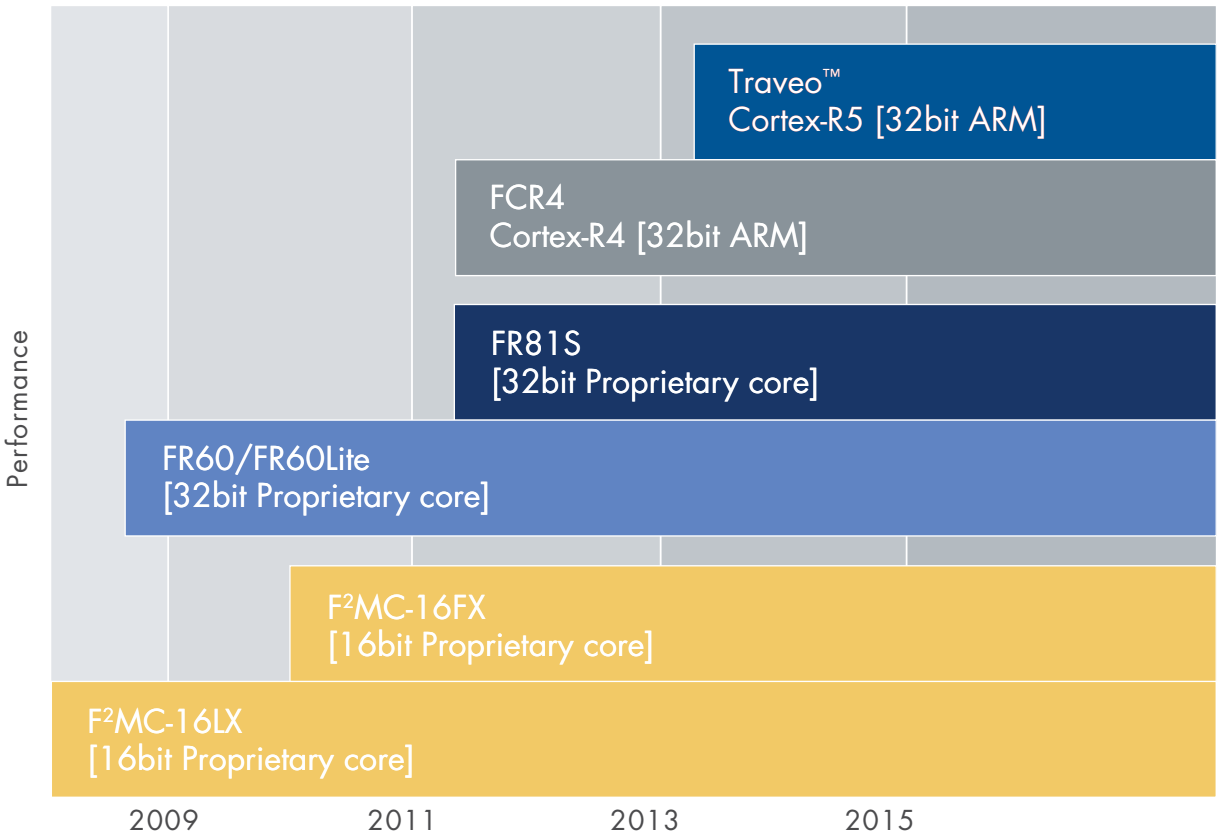 Traveo™
Cortex-R5 [32bit ARM]
FCR4
Cortex-R4 [32bit ARM]
FR81S
[32bit Proprietary core]
Performance
FR60/FR60Lite
[32bit Proprietary core]
F²MC-16FX
[16bit Proprietary core]
F²MC-16LX
[16bit Proprietary core]
2009 2011 2013 2015